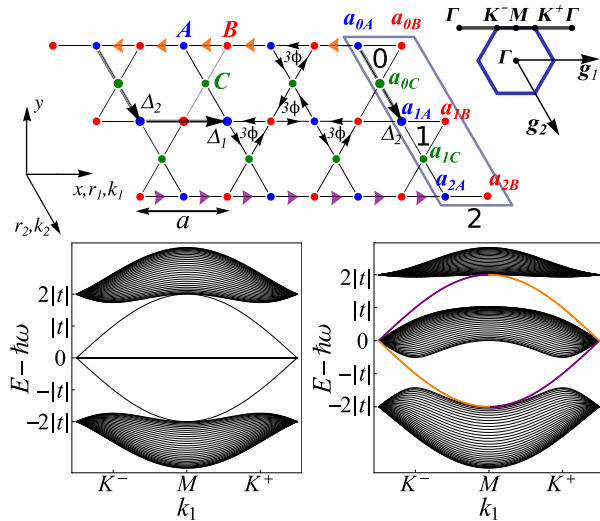 A B a0A a0B
Γ K⁻ M K⁺ Γ
0
3ϕ
C
a0C
Γ g1
g2
y
Δ2 Δ1 3ϕ 3ϕ 3ϕ Δ2 a1A a1B
1
a1C
x,r1,k1
r2,k2
a
a2A a2B
2
E−ħω
2|t|
|t|
0
−|t|
−2|t|
K⁻ M K⁺
k1
E−ħω
2|t|
|t|
0
−|t|
−2|t|
K⁻ M K⁺
k1